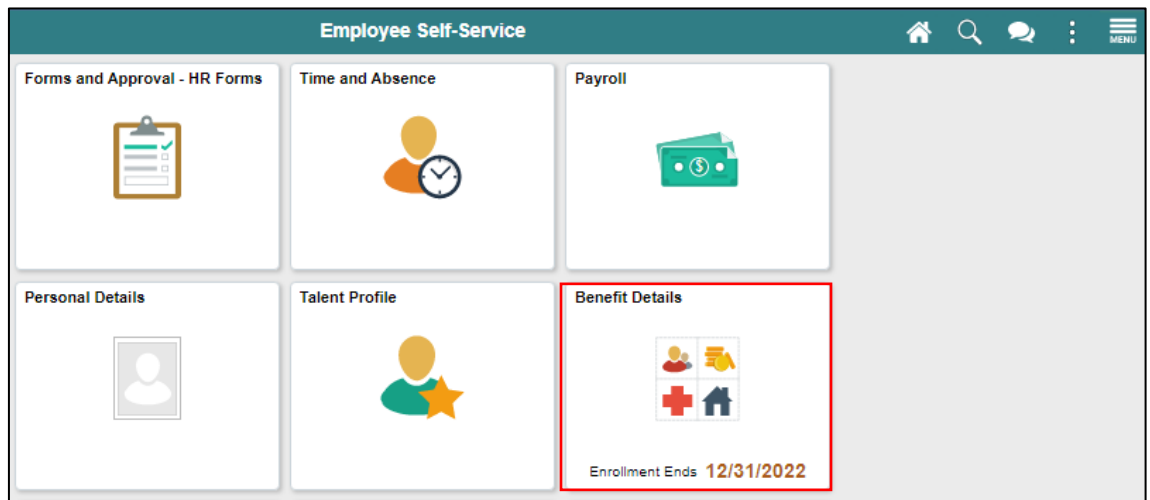 Employee Self-Service
MENU
Forms and Approval - HR Forms
Time and Absence
Payroll
Personal Details
Talent Profile
Benefit Details
Enrollment Ends 12/31/2022